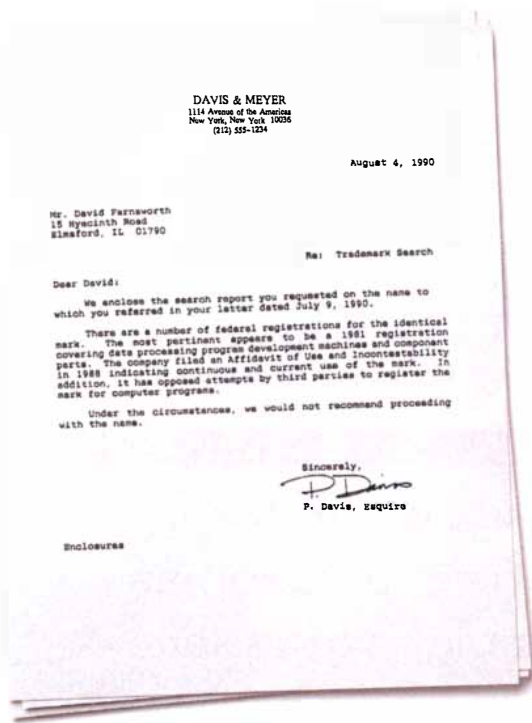 DAVIS & MEYER
1114 Avenue of the Americas
New York, New York 10036
(212) 555-1234
August 4, 1990
Mr. David Farnsworth
15 Hyacinth Road
Elmsford, IL 01790
Re: Trademark Search
Dear David:
We enclose the search report you requested on the name to
which you referred in your letter dated July 9, 1990.
There are a number of federal registrations for the identical
mark. The most pertinent appears to be a 1981 registration
covering data processing program development machines and component
parts. The company filed an Affidavit of Use and Incontestability
in 1988 indicating continuous and current use of the mark. In
addition, it has opposed attempts by third parties to register the
mark for computer programs.
Under the circumstances, we would not recommend proceeding
with the name.
Sincerely,
P. Davis
P. Davis, Esquire
Enclosures